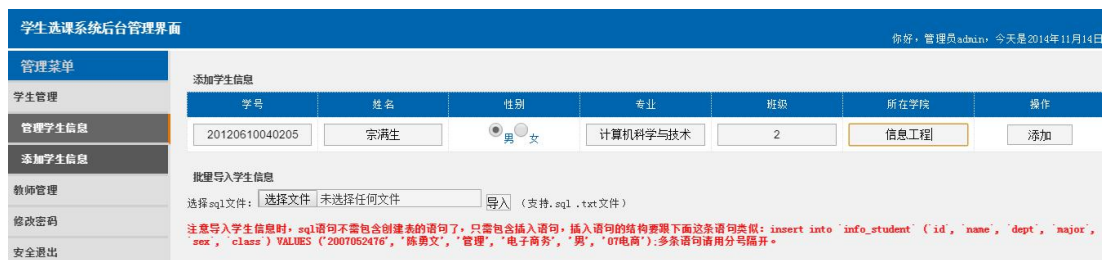 学生选课系统后台管理界面
你好，管理员admin，今天是2014年11月14日
管理菜单
学生管理
管理学生信息
添加学生信息
教师管理
修改密码
安全退出
添加学生信息
学号 姓名 性别 专业 班级 所在学院 操作
20120610040205 宗满生 男 女 计算机科学与技术 2 信息工程 添加
批里导入学生信息
选择sql文件： 选择文件 未选择任何文件 导入 （支持.sql .txt文件）
注意导入学生信息时，sql语句不需包含创建表的语句了，只需包含插入语句，插入语句的结构要跟下面这条语句类似：insert into `info_student` (`id`, `name`, `dept`, `major`,
`sex`, `class`) VALUES ('2007052476', '陈勇文', '管理', '电子商务', '男', '07电商');多条语句请用分号隔开。